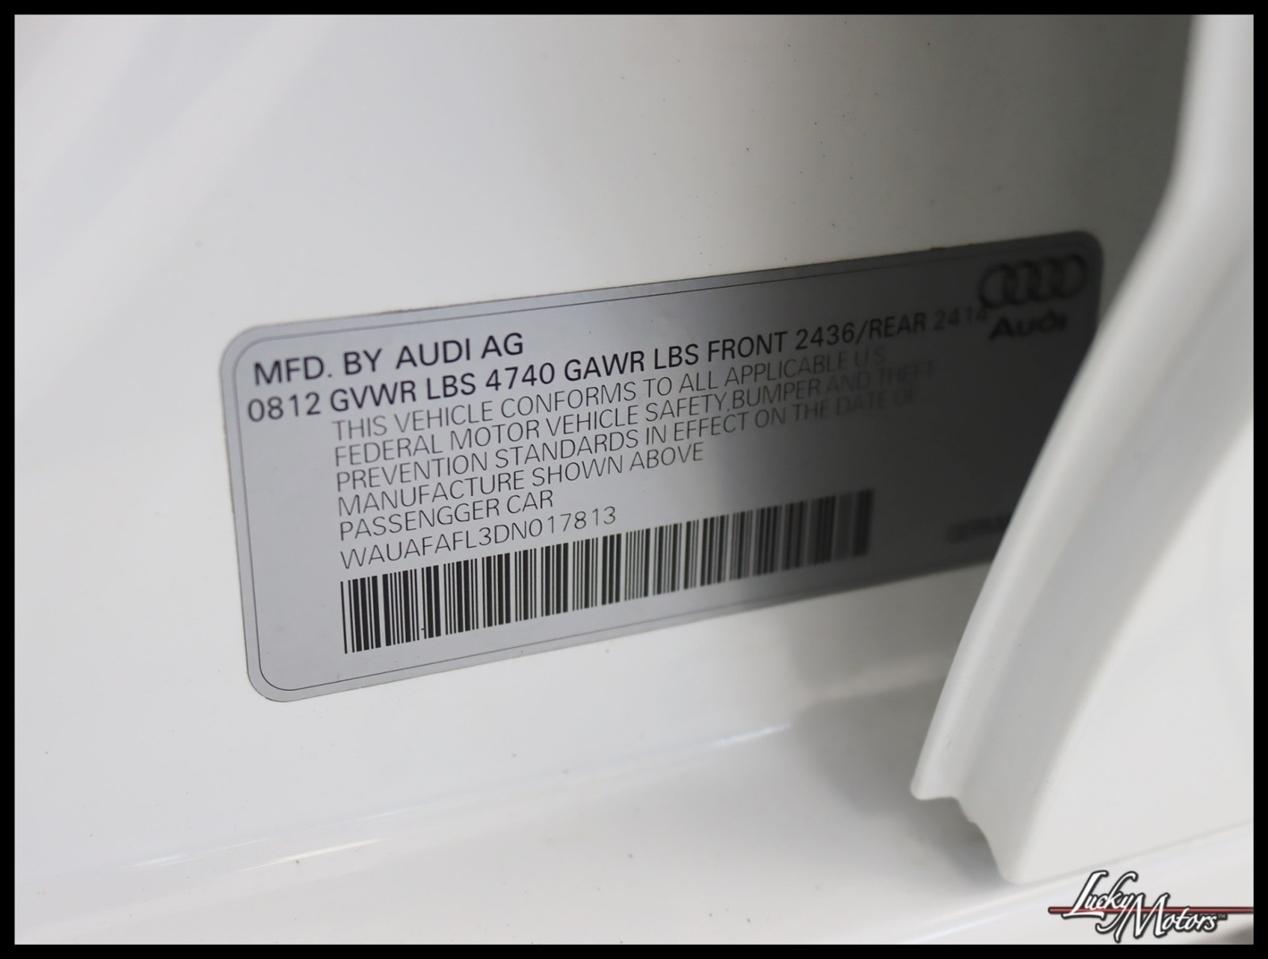 MFD. BY AUDI AG
0812 GVWR LBS 4740 GAWR LBS FRONT 2436/REAR 2414
Audi
THIS VEHICLE CONFORMS TO ALL APPLICABLE U S
FEDERAL MOTOR VEHICLE SAFETY,BUMPER AND THEFT
PREVENTION STANDARDS IN EFFECT ON THE DATE OF
MANUFACTURE SHOWN ABOVE
PASSENGGER CAR
WAUAFAFL3DN017813
Lucky
Motors™